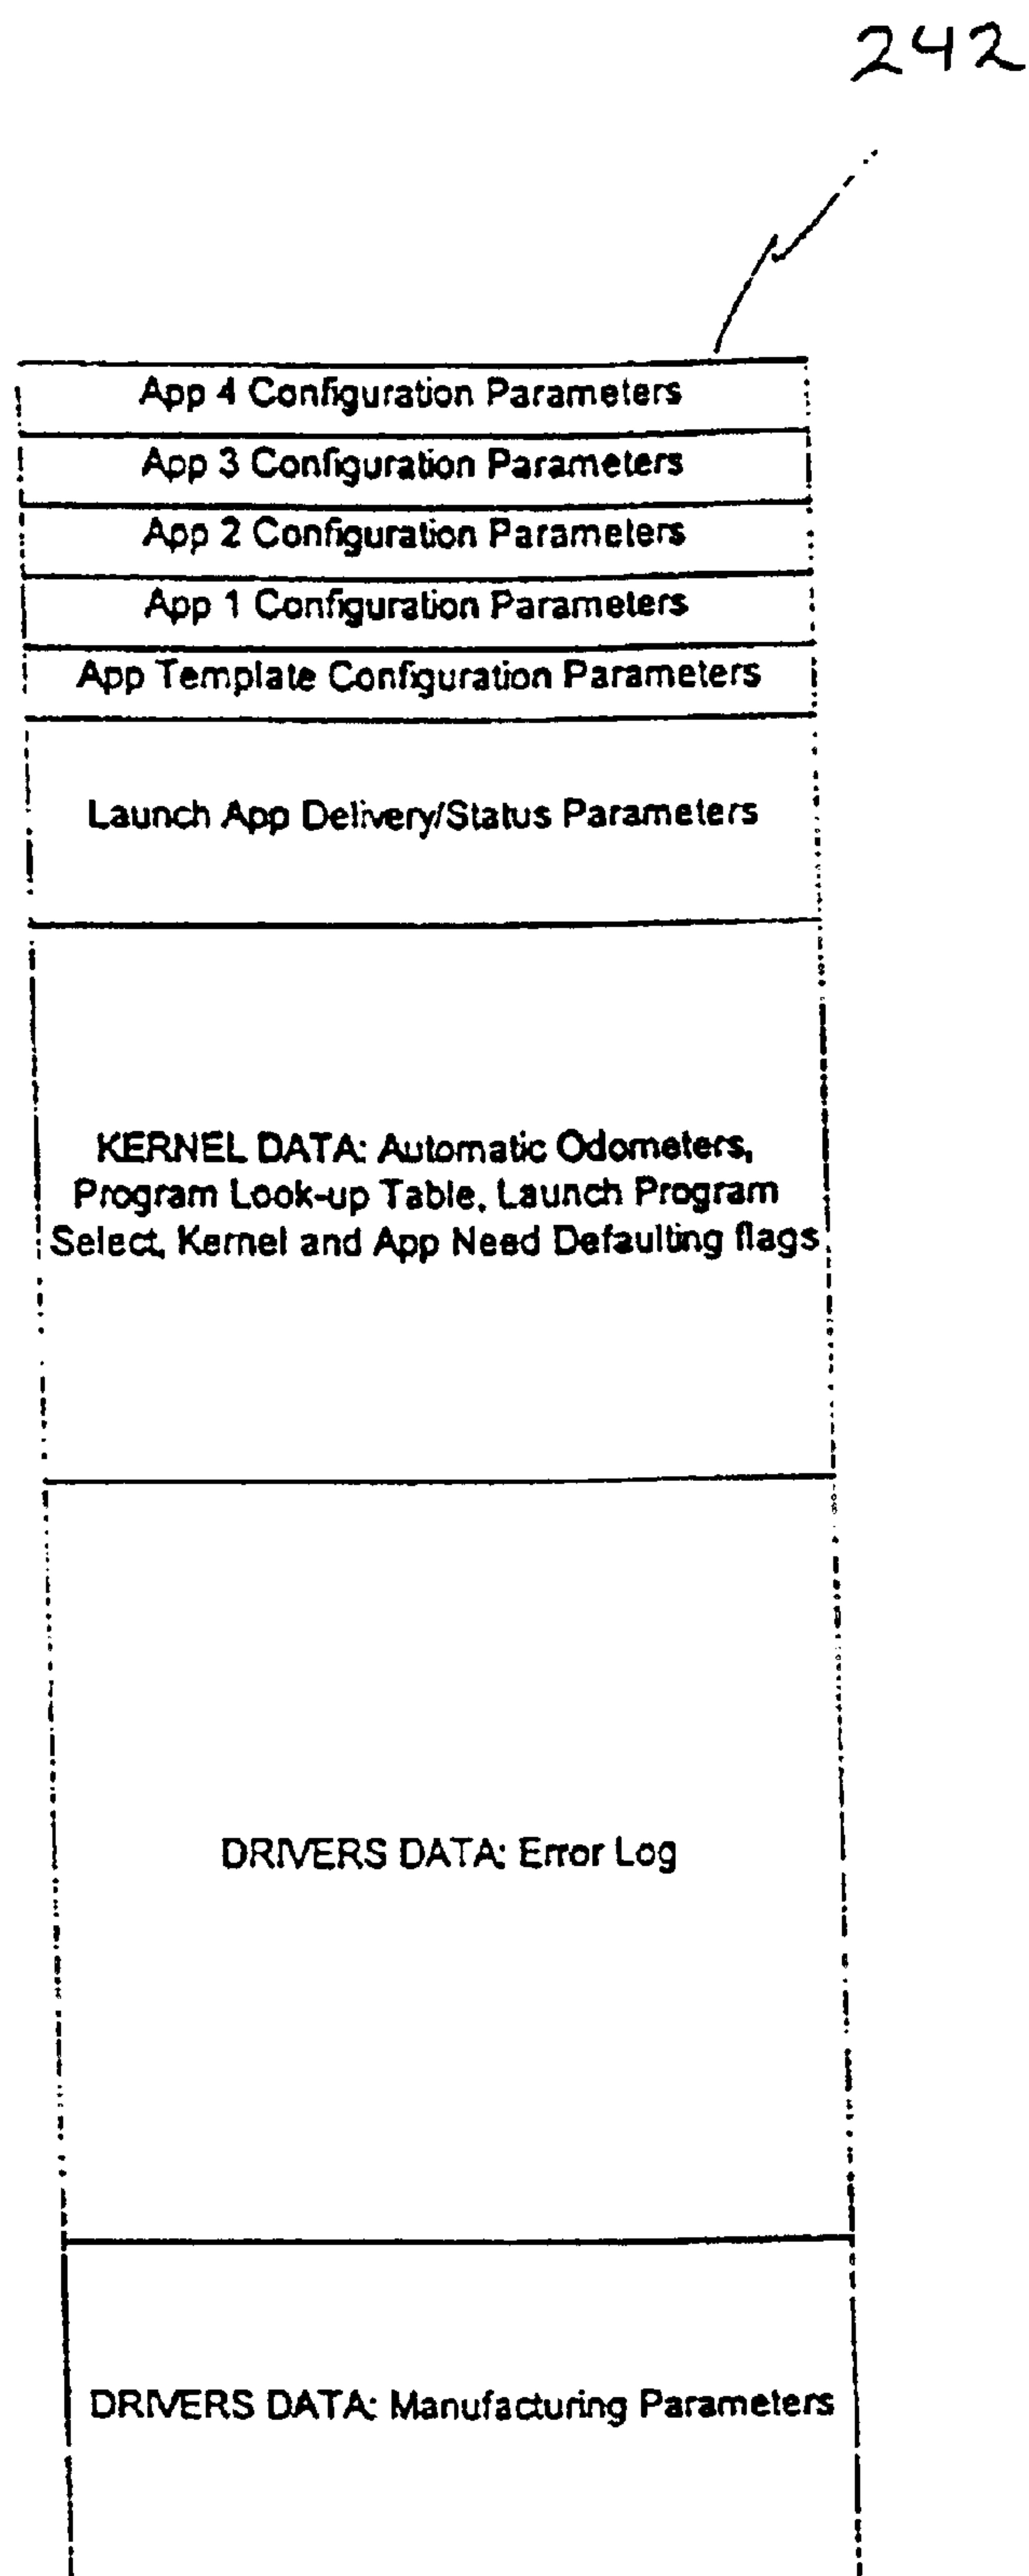 242
App 4 Configuration Parameters
App 3 Configuration Parameters
App 2 Configuration Parameters
App 1 Configuration Parameters
App Template Configuration Parameters
Launch App Delivery/Status Parameters
KERNEL DATA: Automatic Odometers,
Program Look-up Table, Launch Program
Select, Kernel and App Need Defaulting flags
DRIVERS DATA: Error Log
DRIVERS DATA: Manufacturing Parameters